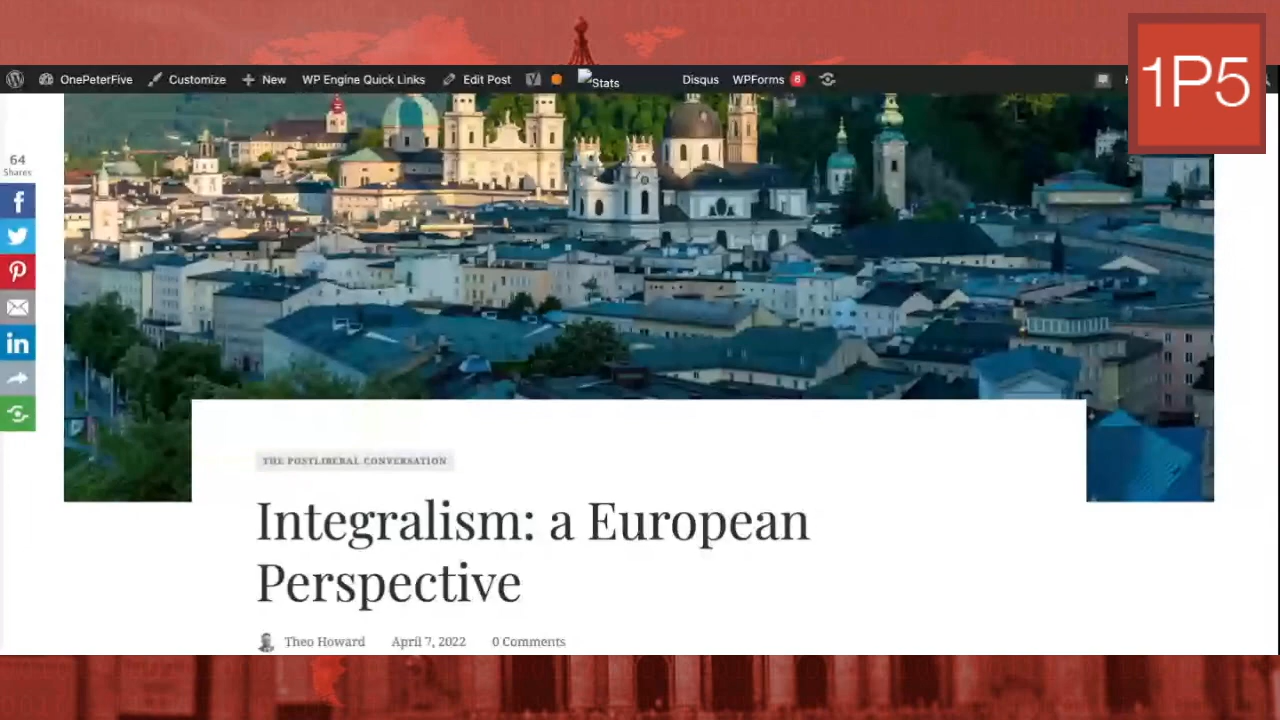 1P5
OnePeterFive Customize New WP Engine Quick Links Edit Post Stats Disqus WPForms 8
64
Shares
THE POSTLIBERAL CONVERSATION
Integralism: a European
Perspective
Theo Howard April 7, 2022 0 Comments